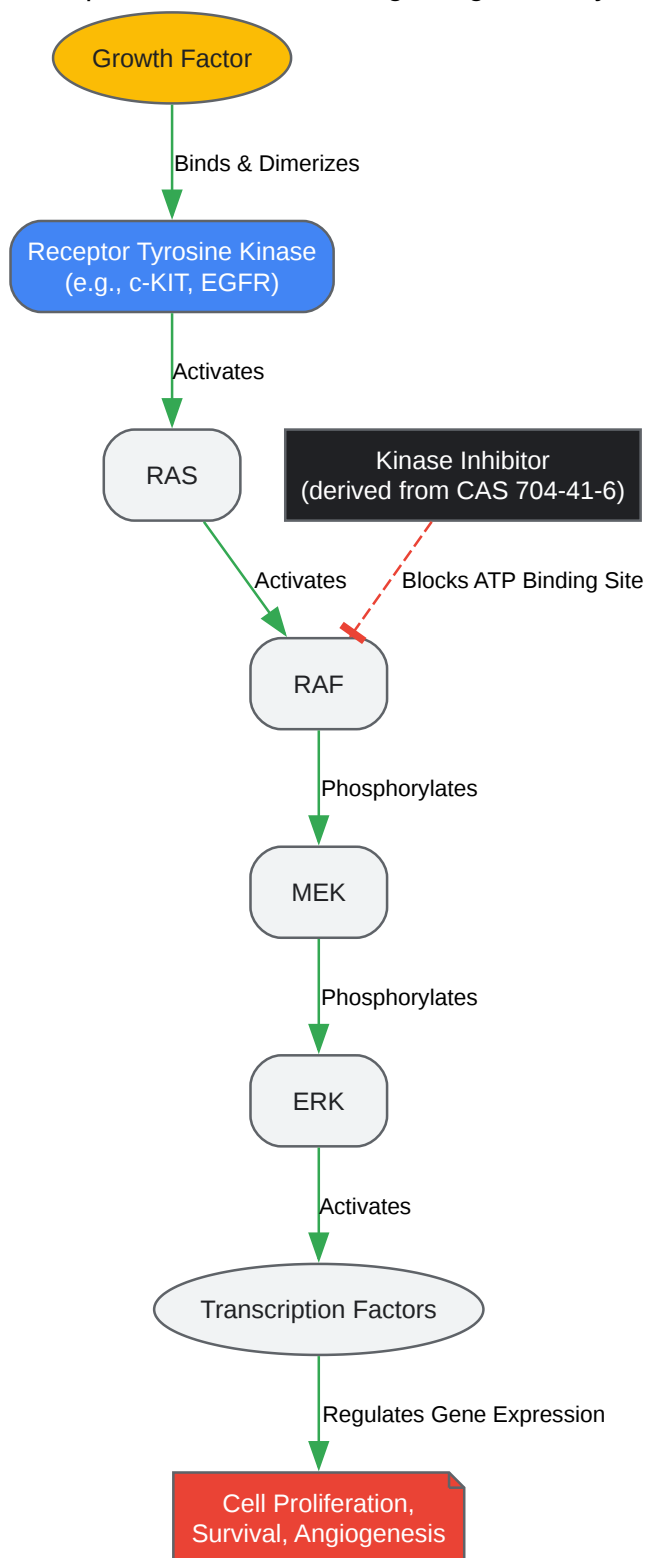 Growth Factor
Binds & Dimerizes
Receptor Tyrosine Kinase
(e.g., c-KIT, EGFR)
Activates
RAS
Kinase Inhibitor
(derived from CAS 704-41-6)
Activates
Blocks ATP Binding Site
RAF
Phosphorylates
MEK
Phosphorylates
ERK
Activates
Transcription Factors
Regulates Gene Expression
Cell Proliferation,
Survival, Angiogenesis